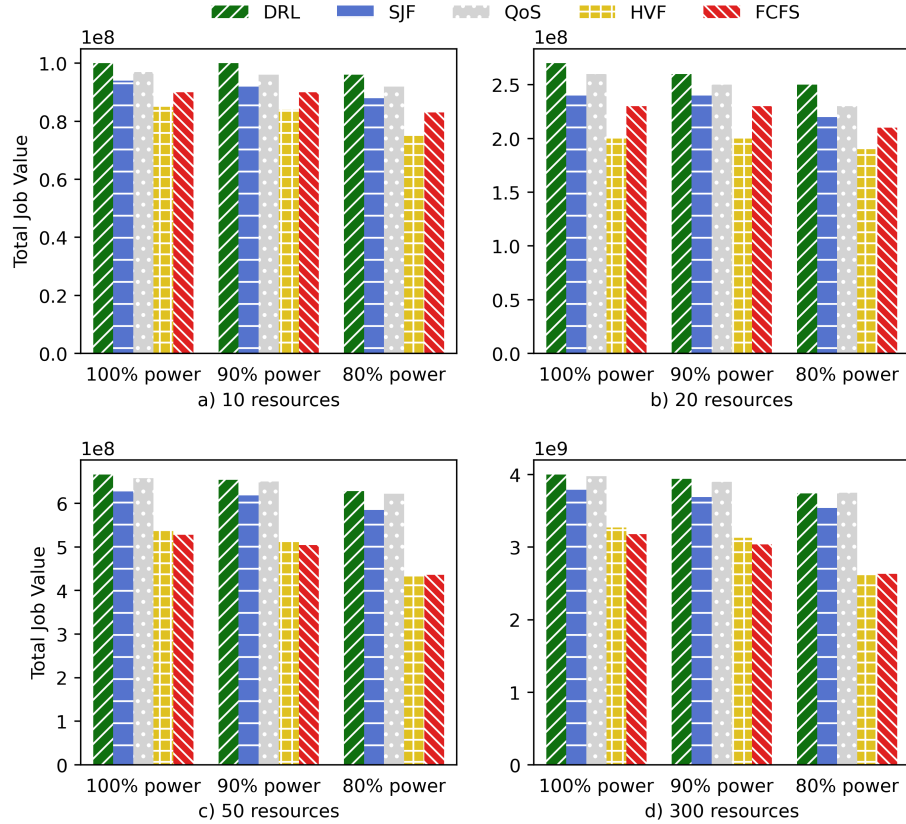 DRL SJF QoS HVF FCFS
1e8
1.0
0.8
0.6
0.4
0.2
0.0
Total Job Value
100% power 90% power 80% power
a) 10 resources
1e8
2.5
2.0
1.5
1.0
0.5
0.0
100% power 90% power 80% power
b) 20 resources
1e8
6
5
4
3
2
1
0
Total Job Value
100% power 90% power 80% power
c) 50 resources
1e9
4
3
2
1
0
100% power 90% power 80% power
d) 300 resources